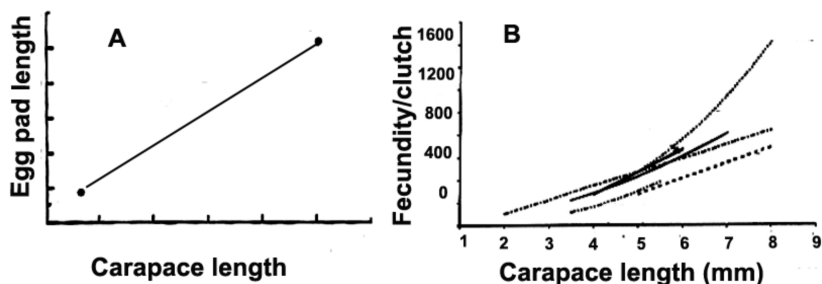 A
Egg pad length
Carapace length
B
Fecundity/clutch
1600
1200
800
400
0
1 2 3 4 5 6 7 8 9
Carapace length (mm)